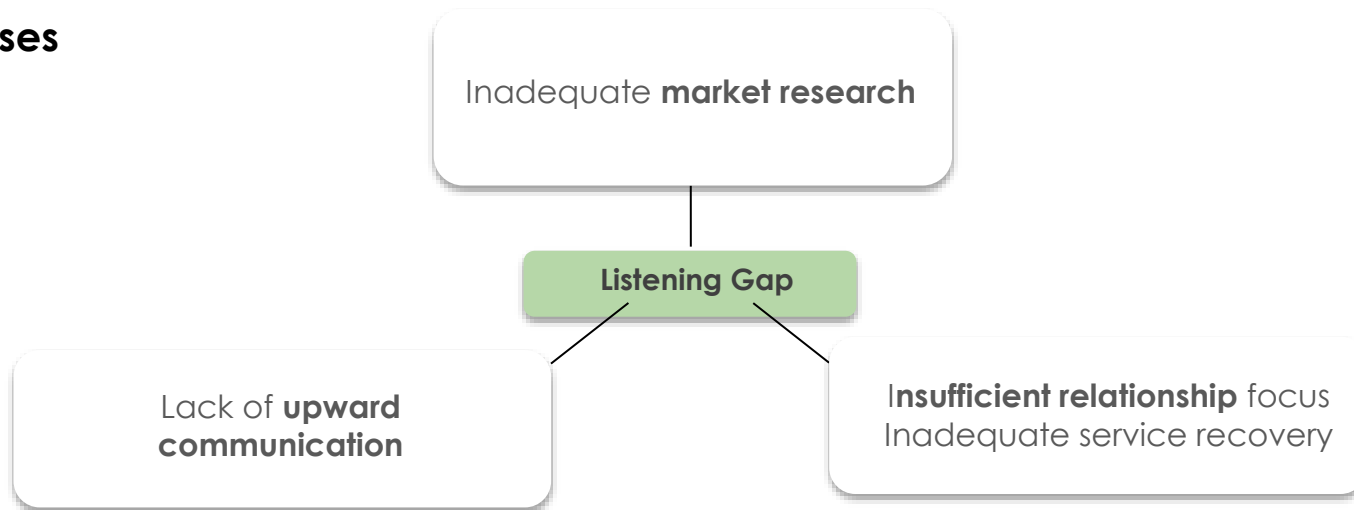 ses
Inadequate market research
Listening Gap
Lack of upward
communication
Insufficient relationship focus
Inadequate service recovery